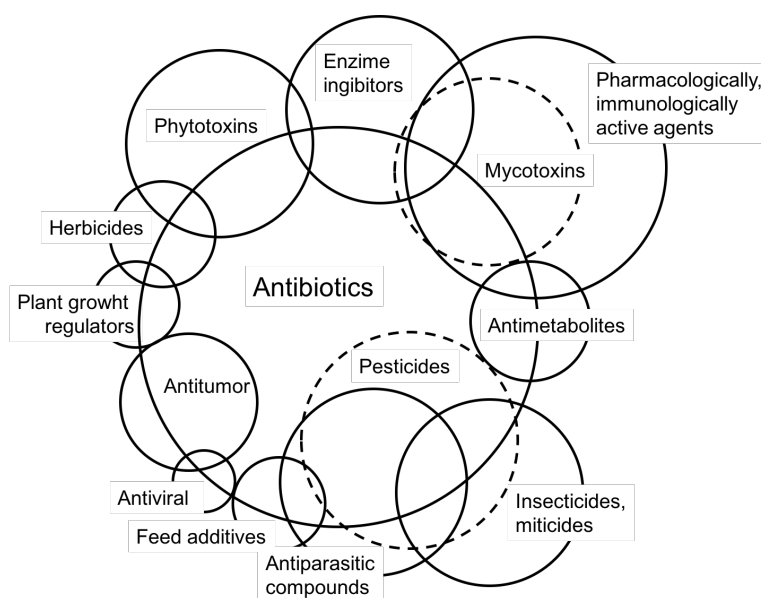 Enzime
ingibitors
Pharmacologically,
immunologically
active agents
Phytotoxins
Mycotoxins
Herbicides
Antibiotics
Plant growht
regulators
Antimetabolites
Pesticides
Antitumor
Antiviral
Insecticides,
miticides
Feed additives
Antiparasitic
compounds